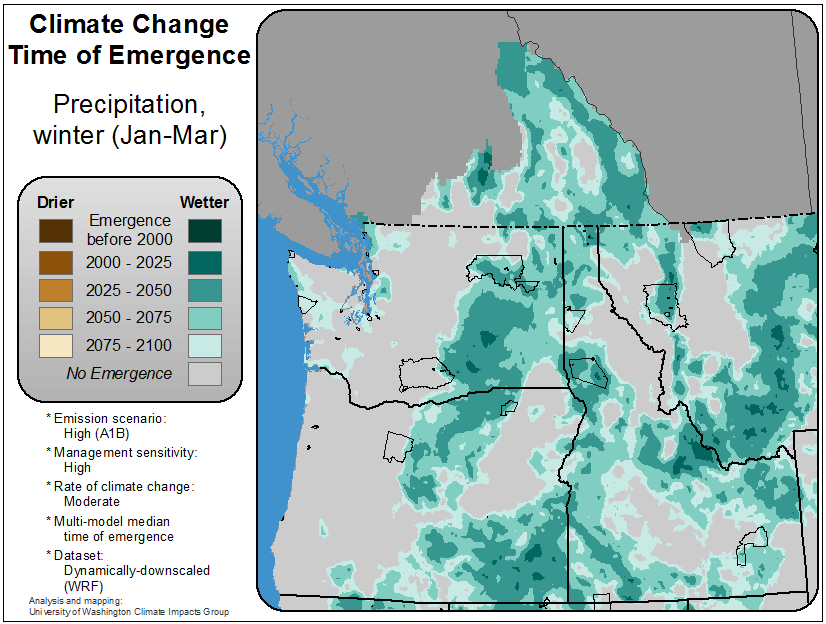 Climate Change
Time of Emergence
Precipitation,
winter (Jan-Mar)
Drier
Wetter
Emergence
before 2000
2000 - 2025
2025 - 2050
2050 - 2075
2075 - 2100
No Emergence
* Emission scenario:
High (A1B)
* Management sensitivity:
High
* Rate of climate change:
Moderate
* Multi-model median
time of emergence
* Dataset:
Dynamically-downscaled
(WRF)
Analysis and mapping:
University of Washington Climate Impacts Group